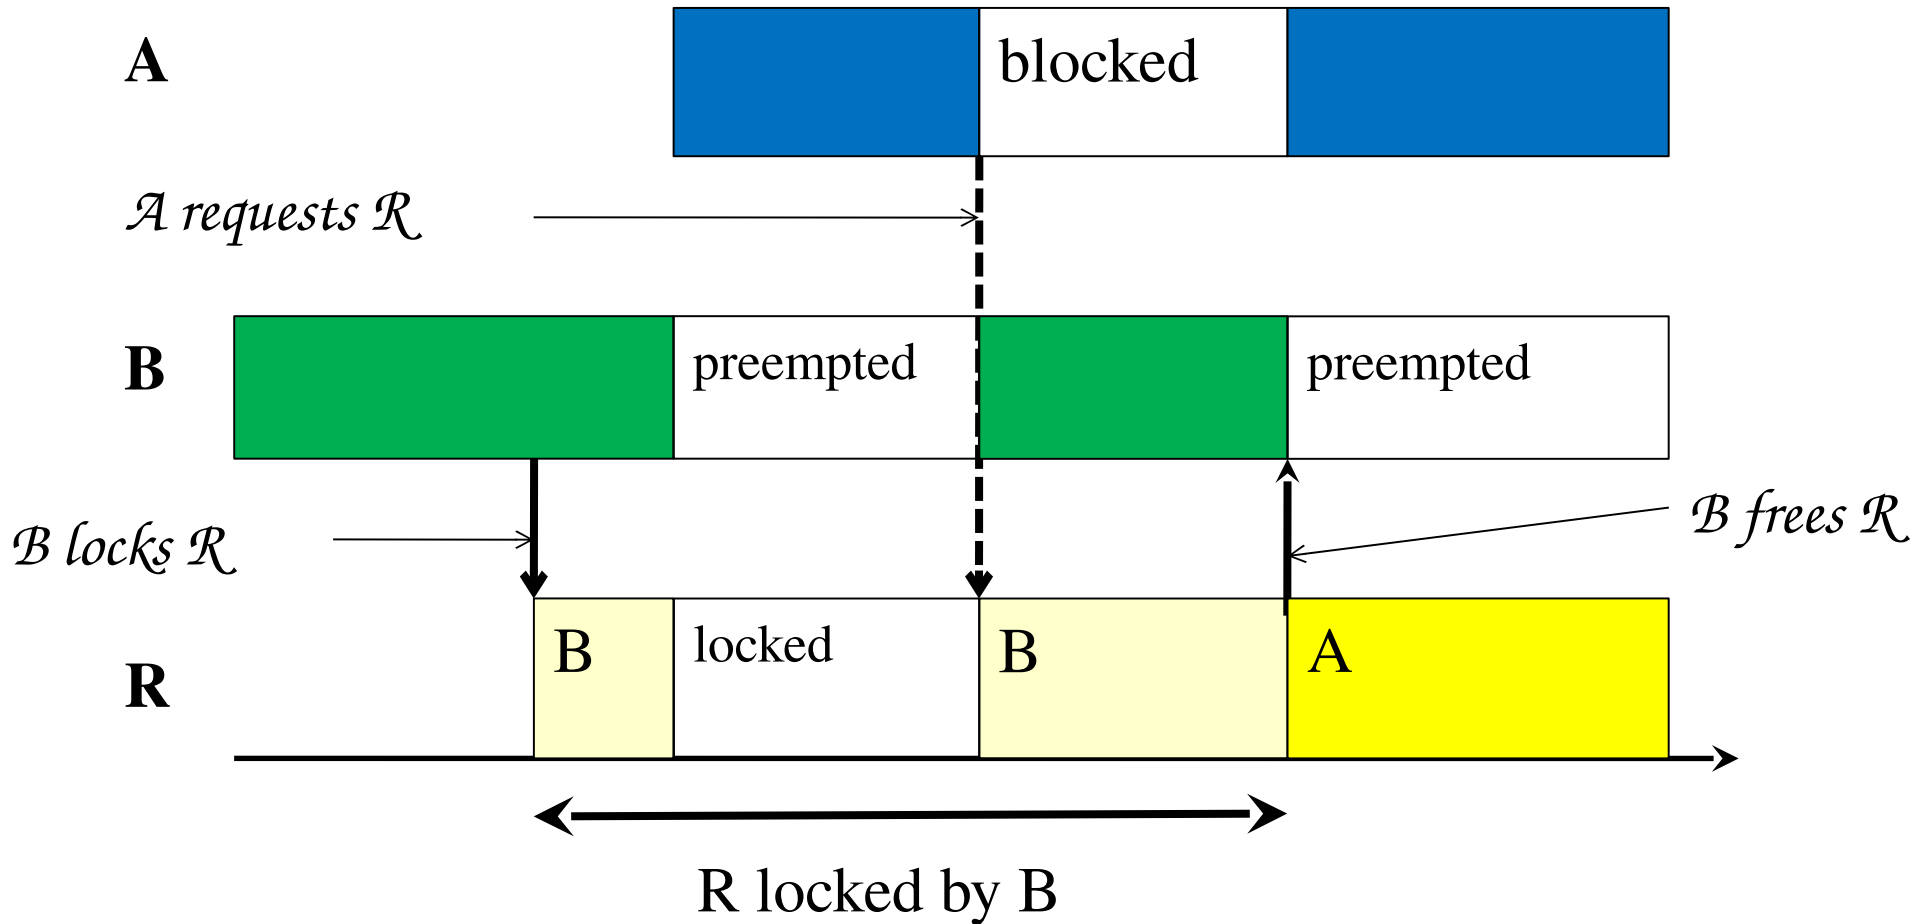 A
blocked
A requests R
B
preempted
preempted
B locks R
B frees R
R
B
locked
B
A
R locked by B